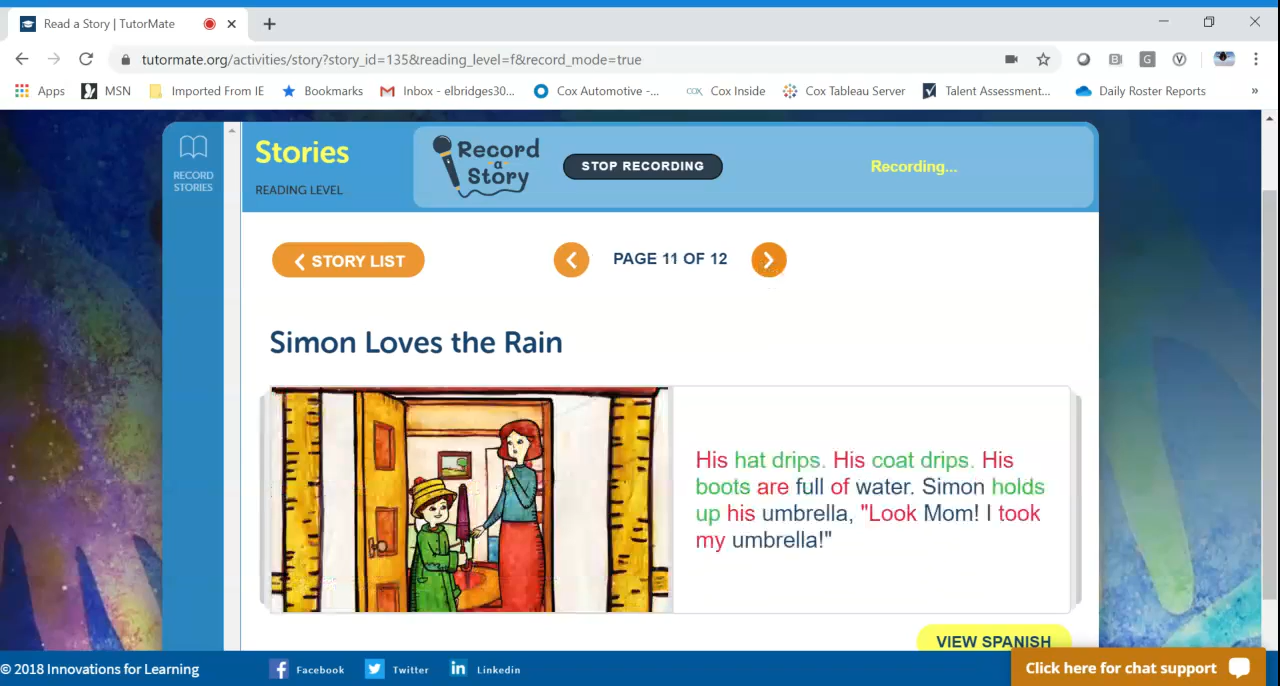 Read a Story | TutorMate
tutormate.org/activities/story?story_id=135&reading_level=f&record_mode=true
Apps MSN Imported From IE Bookmarks Inbox - elbridges30... Cox Automotive -... COX Cox Inside Cox Tableau Server Talent Assessment... Daily Roster Reports »
RECORD
STORIES
Stories
READING LEVEL
Record
a
Story
STOP RECORDING
Recording...
STORY LIST
PAGE 11 OF 12
Simon Loves the Rain
His hat drips. His coat drips. His
boots are full of water. Simon holds
up his umbrella, "Look Mom! I took
my umbrella!"
VIEW SPANISH
© 2018 Innovations for Learning Facebook Twitter Linkedin
Click here for chat support